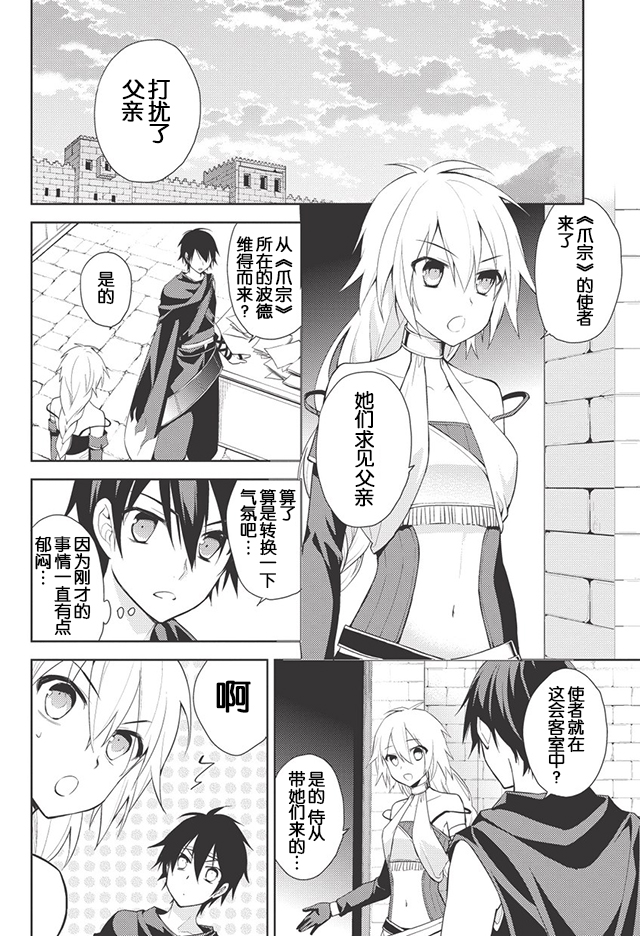 打扰了
父亲
《爪宗》的使者
来了
她们求见父亲
从《爪宗》
所在的波德
维得而来？
是的
算了
算是转换一下
气氛吧…
因为刚才的
事情一直有点
郁闷…
使者就在
这会客室中？
是的 侍从
带她们来的…
啊